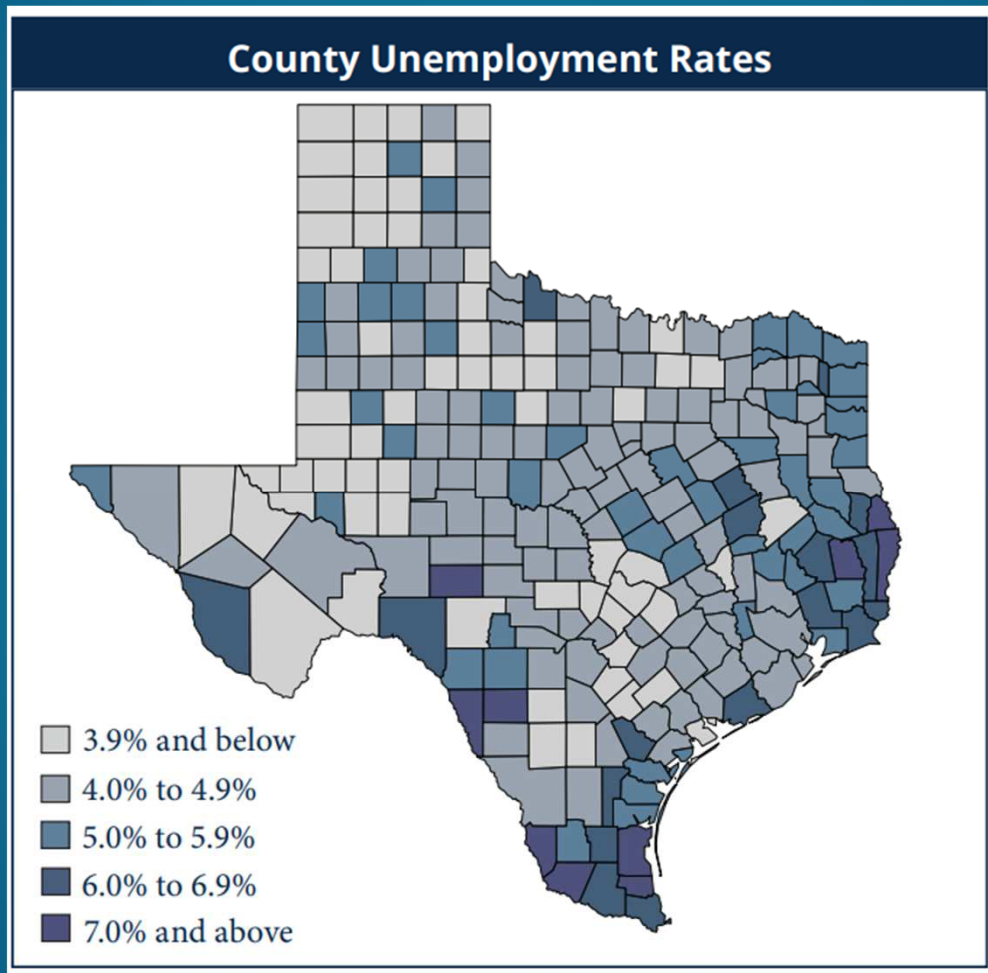 County Unemployment Rates
3.9% and below
4.0% to 4.9%
5.0% to 5.9%
6.0% to 6.9%
7.0% and above